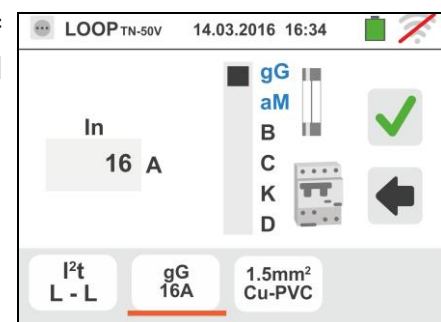 LOOP TN-50V 14.03.2016 16:34
gG
aM
In
B
16 A
C
K
D
I²t
L - L
gG
16A
1.5mm²
Cu-PVC